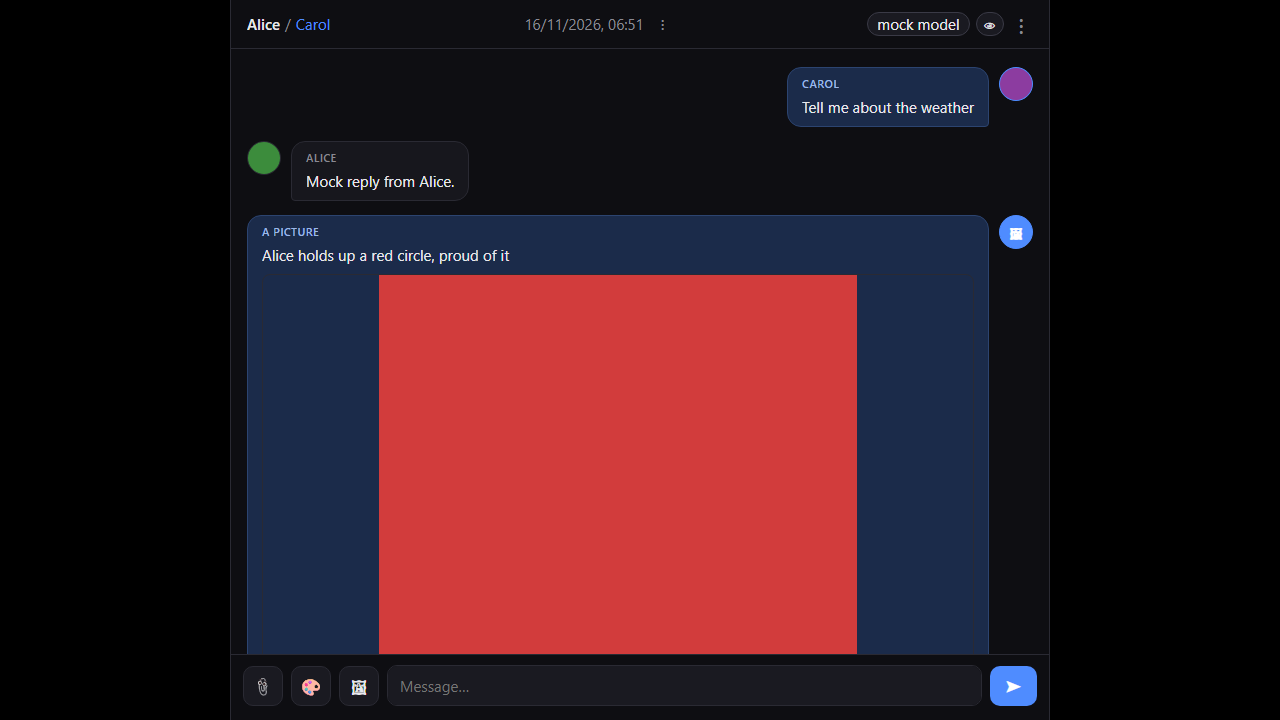 Alice / Carol
16/11/2026, 06:51
mock model
CAROL
Tell me about the weather
ALICE
Mock reply from Alice.
A PICTURE
Alice holds up a red circle, proud of it
Message...